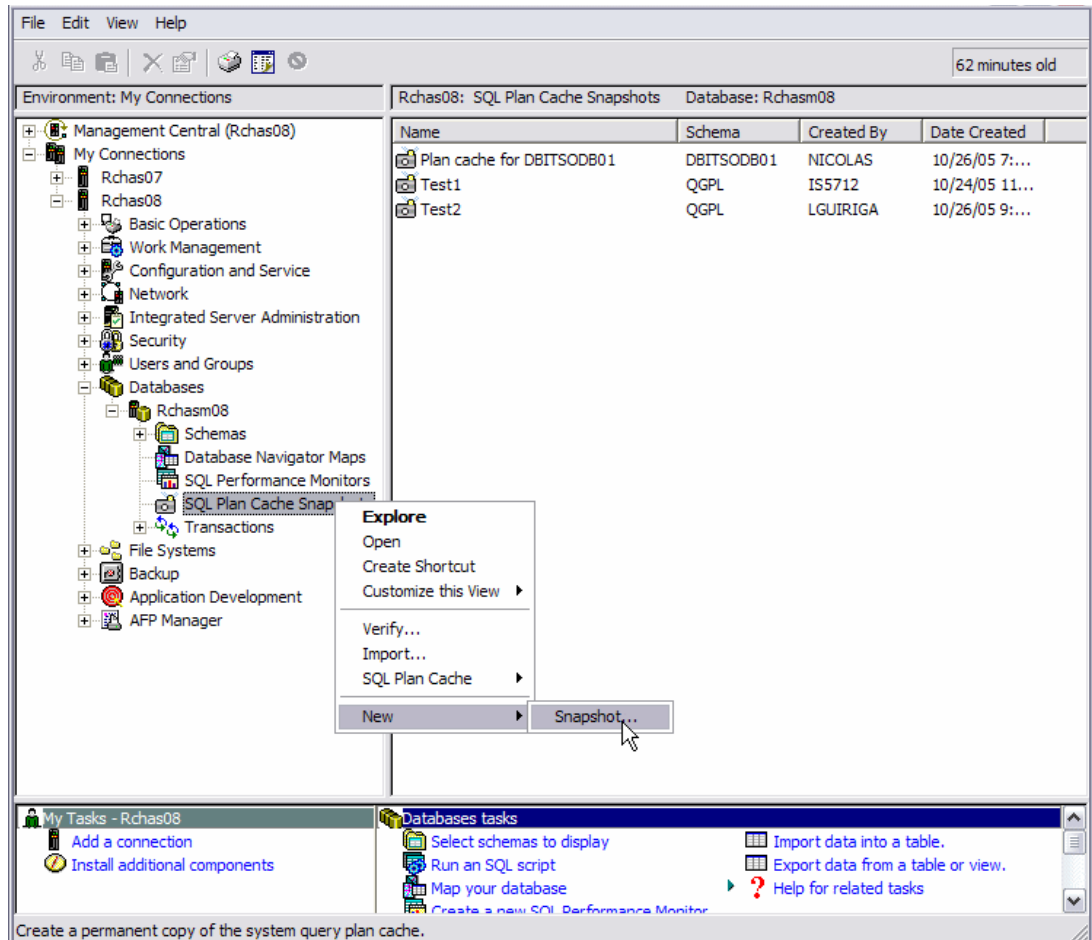 File Edit View Help
62 minutes old
Environment: My Connections
Rchas08: SQL Plan Cache Snapshots Database: Rchasm08
Management Central (Rchas08)
My Connections
Rchas07
Rchas08
Basic Operations
Work Management
Configuration and Service
Network
Integrated Server Administration
Security
Users and Groups
Databases
Rchasm08
Schemas
Database Navigator Maps
SQL Performance Monitors
SQL Plan Cache Snap
Transactions
File Systems
Backup
Application Development
AFP Manager
Name Schema Created By Date Created
Plan cache for DBITSODB01 DBITSODB01 NICOLAS 10/26/05 7:...
Test1 QGPL IS5712 10/24/05 11...
Test2 QGPL LGUIRIGA 10/26/05 9:...
Explore
Open
Create Shortcut
Customize this View
Verify...
Import...
SQL Plan Cache
New
Snapshot...
My Tasks - Rchas08
Add a connection
Install additional components
Databases tasks
Select schemas to display
Run an SQL script
Map your database
Create a new SQL Performance Monitor
Import data into a table.
Export data from a table or view.
Help for related tasks
Create a permanent copy of the system query plan cache.